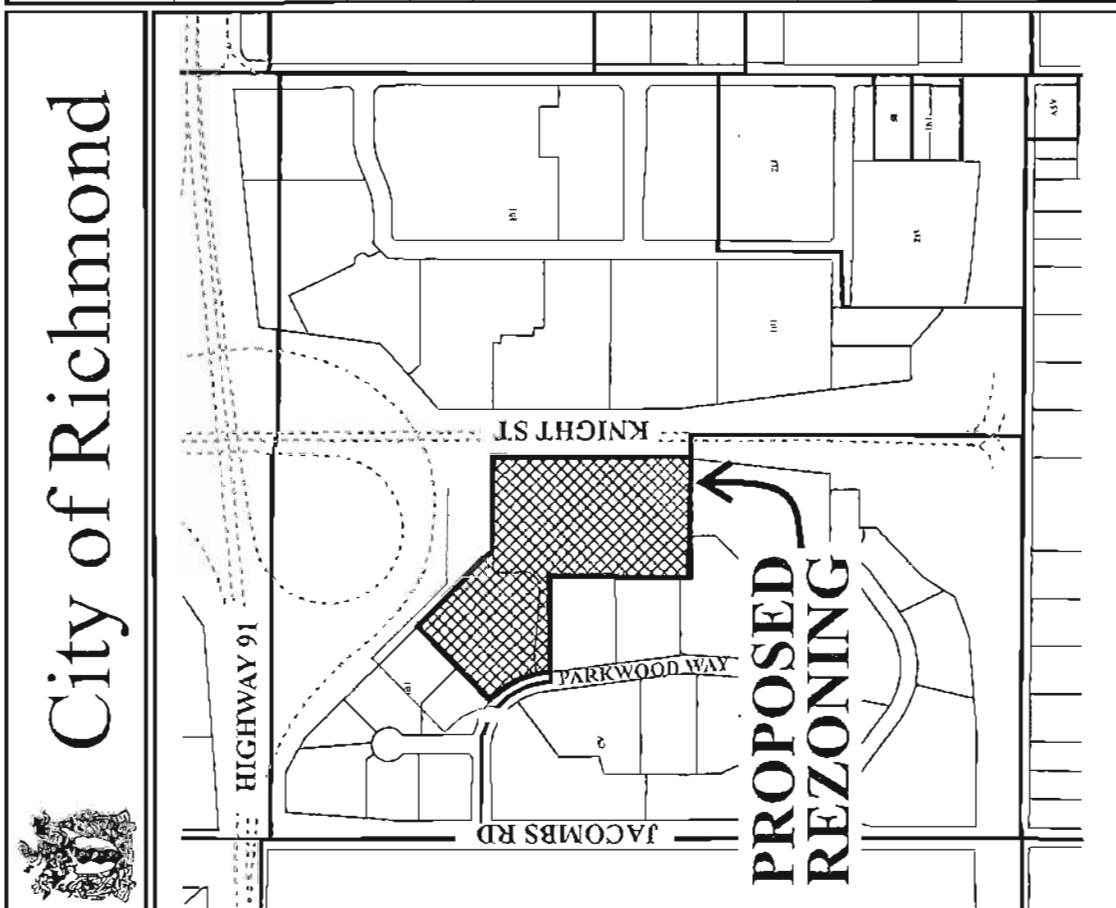 City of Richmond
HIGHWAY 91
KNIGHT ST
PARKWOOD WAY
JACOMBS RD
PROPOSED
REZONING